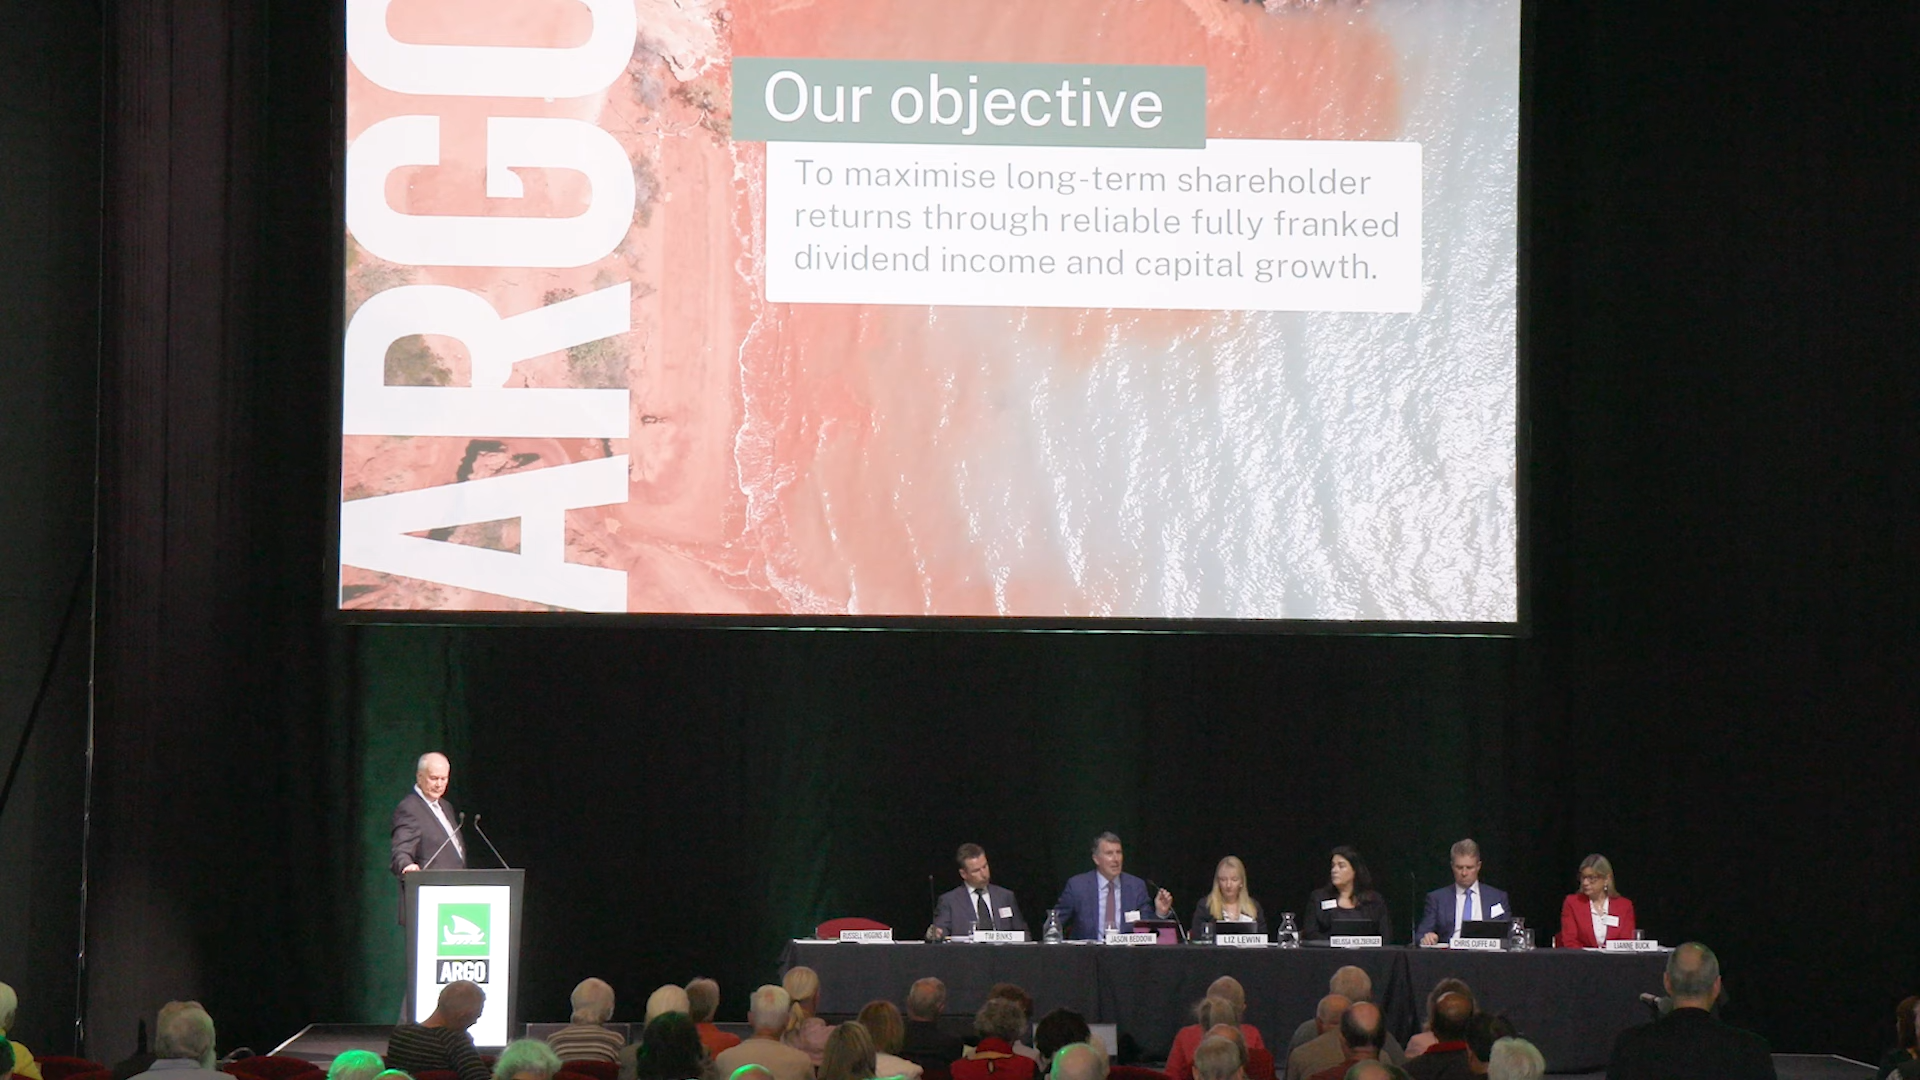 ARGO
Our objective
To maximise long-term shareholder
returns through reliable fully franked
dividend income and capital growth.
ARGO
RUSSELL HIGGINS AO
TIM BINKS
JASON BEDDOW
LIZ LEWIN
MELISSA HOLZBERGER
CHRIS CUFFE AO
LIANNE BUCK